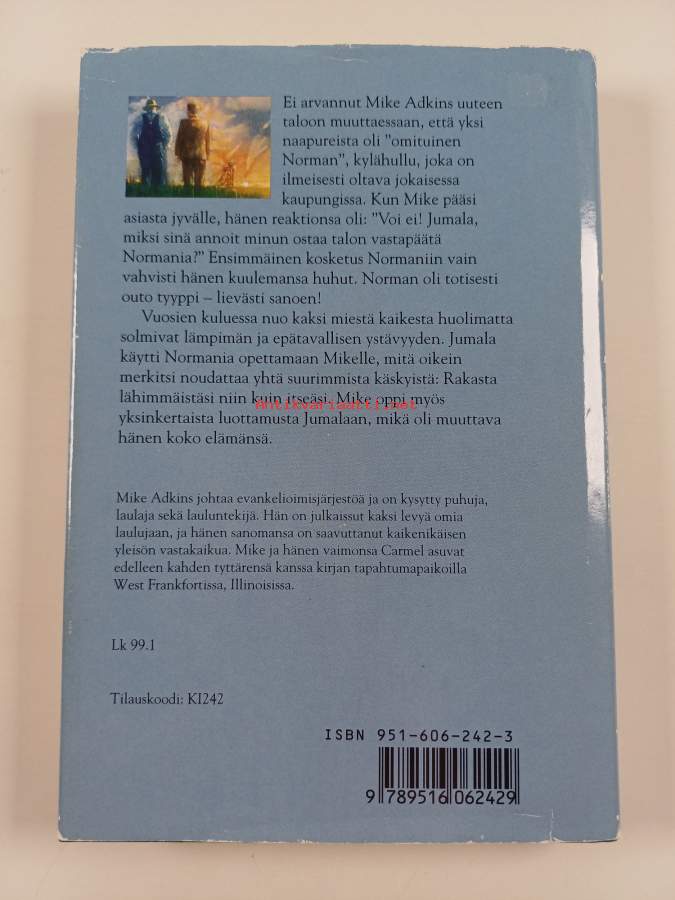 Ei arvannut Mike Adkins uuteen
taloon muuttaessaan, että yksi
naapureista oli "omituinen
Norman", kylähullu, joka on
ilmeisesti oltava jokaisessa
kaupungissa. Kun Mike pääsi
asiasta jyvälle, hänen reaktionsa oli: "Voi ei! Jumala,
miksi sinä annoit minun ostaa talon vastapäätä
Normania?" Ensimmäinen kosketus Normaniin vain
vahvisti hänen kuulemansa huhut. Norman oli totisesti
outo tyyppi – lievästi sanoen!
Vuosien kuluessa nuo kaksi miestä kaikesta huolimatta
solmivat lämpimän ja epätavallisen ystävyyden. Jumala
käytti Normania opettamaan Mikelle, mitä oikein
merkitsi noudattaa yhtä suurimmista käskyistä: Rakasta
lähimmäistäsi niin kuin itseäsi. Mike oppi myös
Antikvariaatti.net
yksinkertaista luottamusta Jumalaan, mikä oli muuttava
hänen koko elämänsä.
Mike Adkins johtaa evankelioimisjärjestöä ja on kysytty puhuja,
laulaja sekä lauluntekijä. Hän on julkaissut kaksi levyä omia
laulujaan, ja hänen sanomansa on saavuttanut kaikenikäisen
yleisön vastakaikua. Mike ja hänen vaimonsa Carmel asuvat
edelleen kahden tyttärensä kanssa kirjan tapahtumapaikoilla
West Frankfortissa, Illinoisissa.
Lk 99.1
Tilauskoodi: KI242
ISBN 951-606-242-3
9 789516 062429